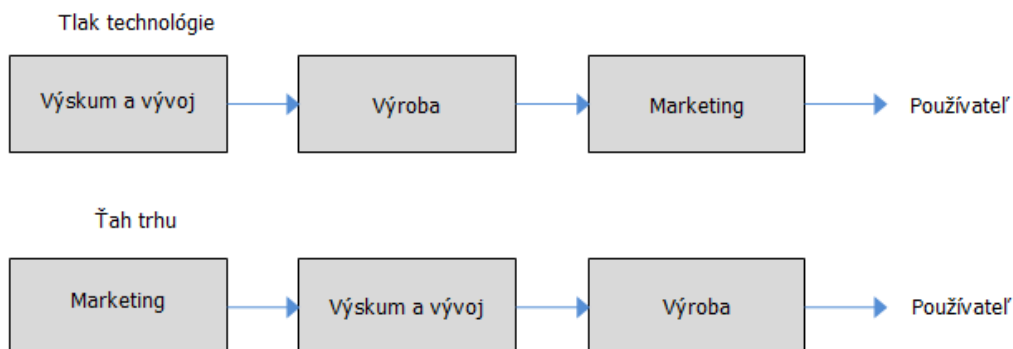 Tlak technológie
Výskum a vývoj
Výroba
Marketing
Používateľ
Ťah trhu
Marketing
Výskum a vývoj
Výroba
Používateľ